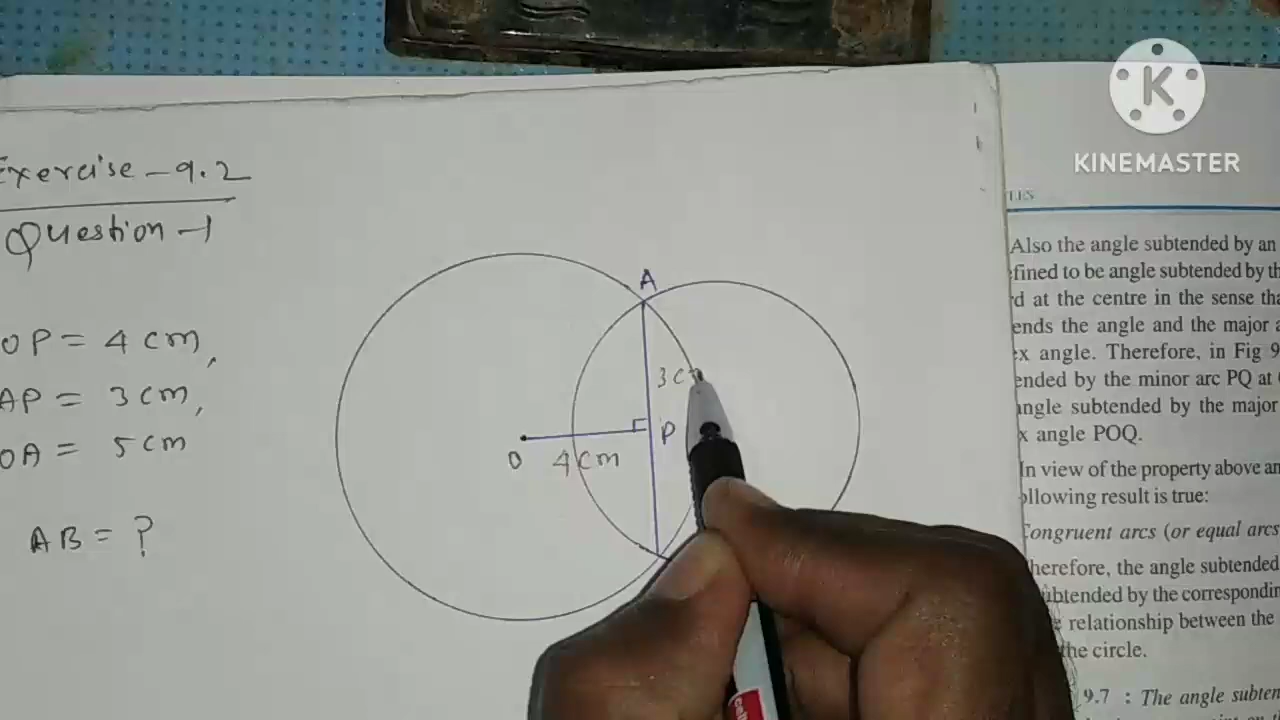 KINEMASTER
Exercise - 9.2
Question - 1
OP = 4 cm,
AP = 3 cm,
OA = 5 cm
AB = ?
A
3 c
P
O
4 cm
LES
Also the angle subtended by an
fined to be angle subtended by th
rd at the centre in the sense tha
ends the angle and the major a
x angle. Therefore, in Fig 9
ended by the minor arc PQ at
angle subtended by the major
x angle POQ.
In view of the property above an
ollowing result is true:
Congruent arcs (or equal arcs
herefore, the angle subtended
ubtended by the correspondin
relationship between the
the circle.
9.7 : The angle subten